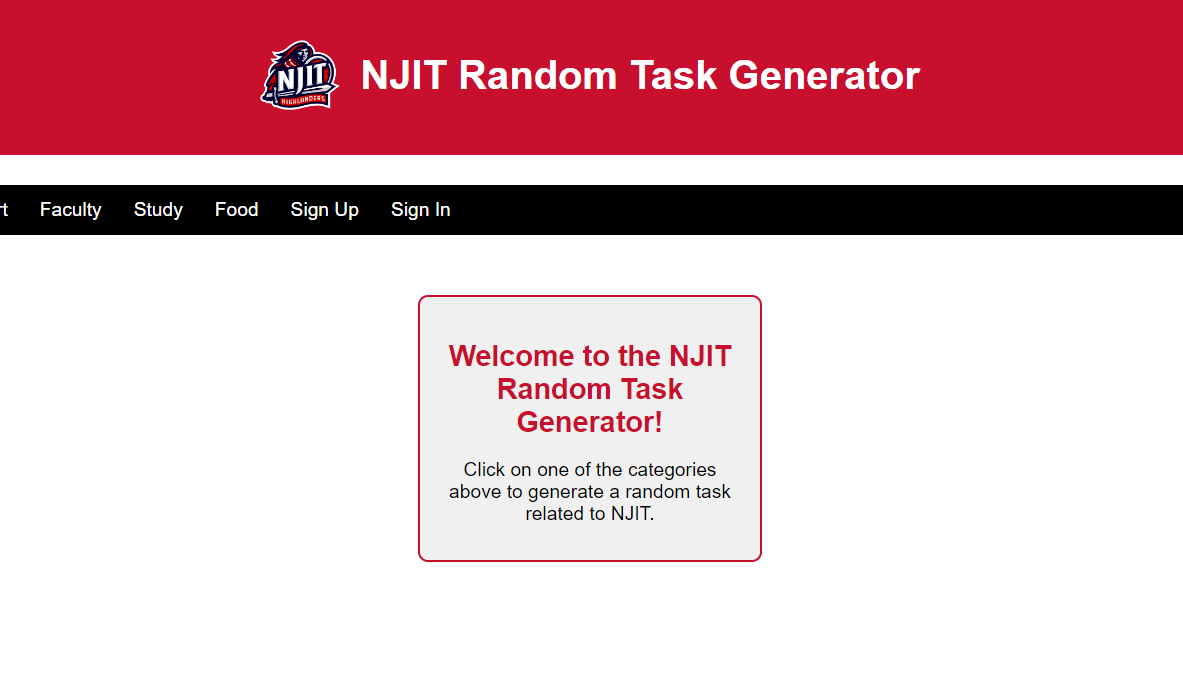 NJIT
HIGHLANDERS
NJIT Random Task Generator
Faculty Study Food Sign Up Sign In
Welcome to the NJIT
Random Task
Generator!
Click on one of the categories
above to generate a random task
related to NJIT.